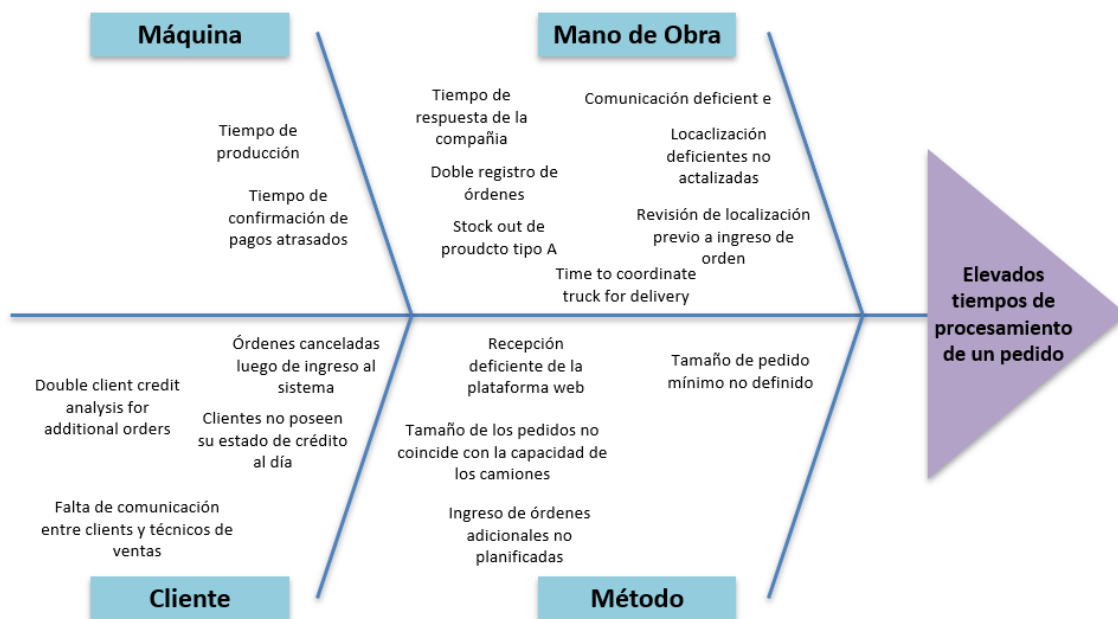 Máquina
Mano de Obra
Tiempo de
producción
Tiempo de
confirmación de
pagos atrasados
Tiempo de
respuesta de la
compañia
Doble registro de
órdenes
Stock out de
proudcto tipo A
Comunicación deficient e
Locaclización
deficientes no
actalizadas
Revisión de localización
previo a ingreso de
orden
Time to coordinate
truck for delivery
Elevados
tiempos de
procesamiento
de un pedido
Órdenes canceladas
luego de ingreso al
sistema
Double client credit
analysis for
additional orders
Clientes no poseen
su estado de crédito
al día
Falta de comunicación
entre clients y técnicos de
ventas
Recepción
deficiente de la
plataforma web
Tamaño de pedido
mínimo no definido
Tamaño de los pedidos no
coincide con la capacidad de
los camiones
Ingreso de órdenes
adicionales no
planificadas
Cliente
Método